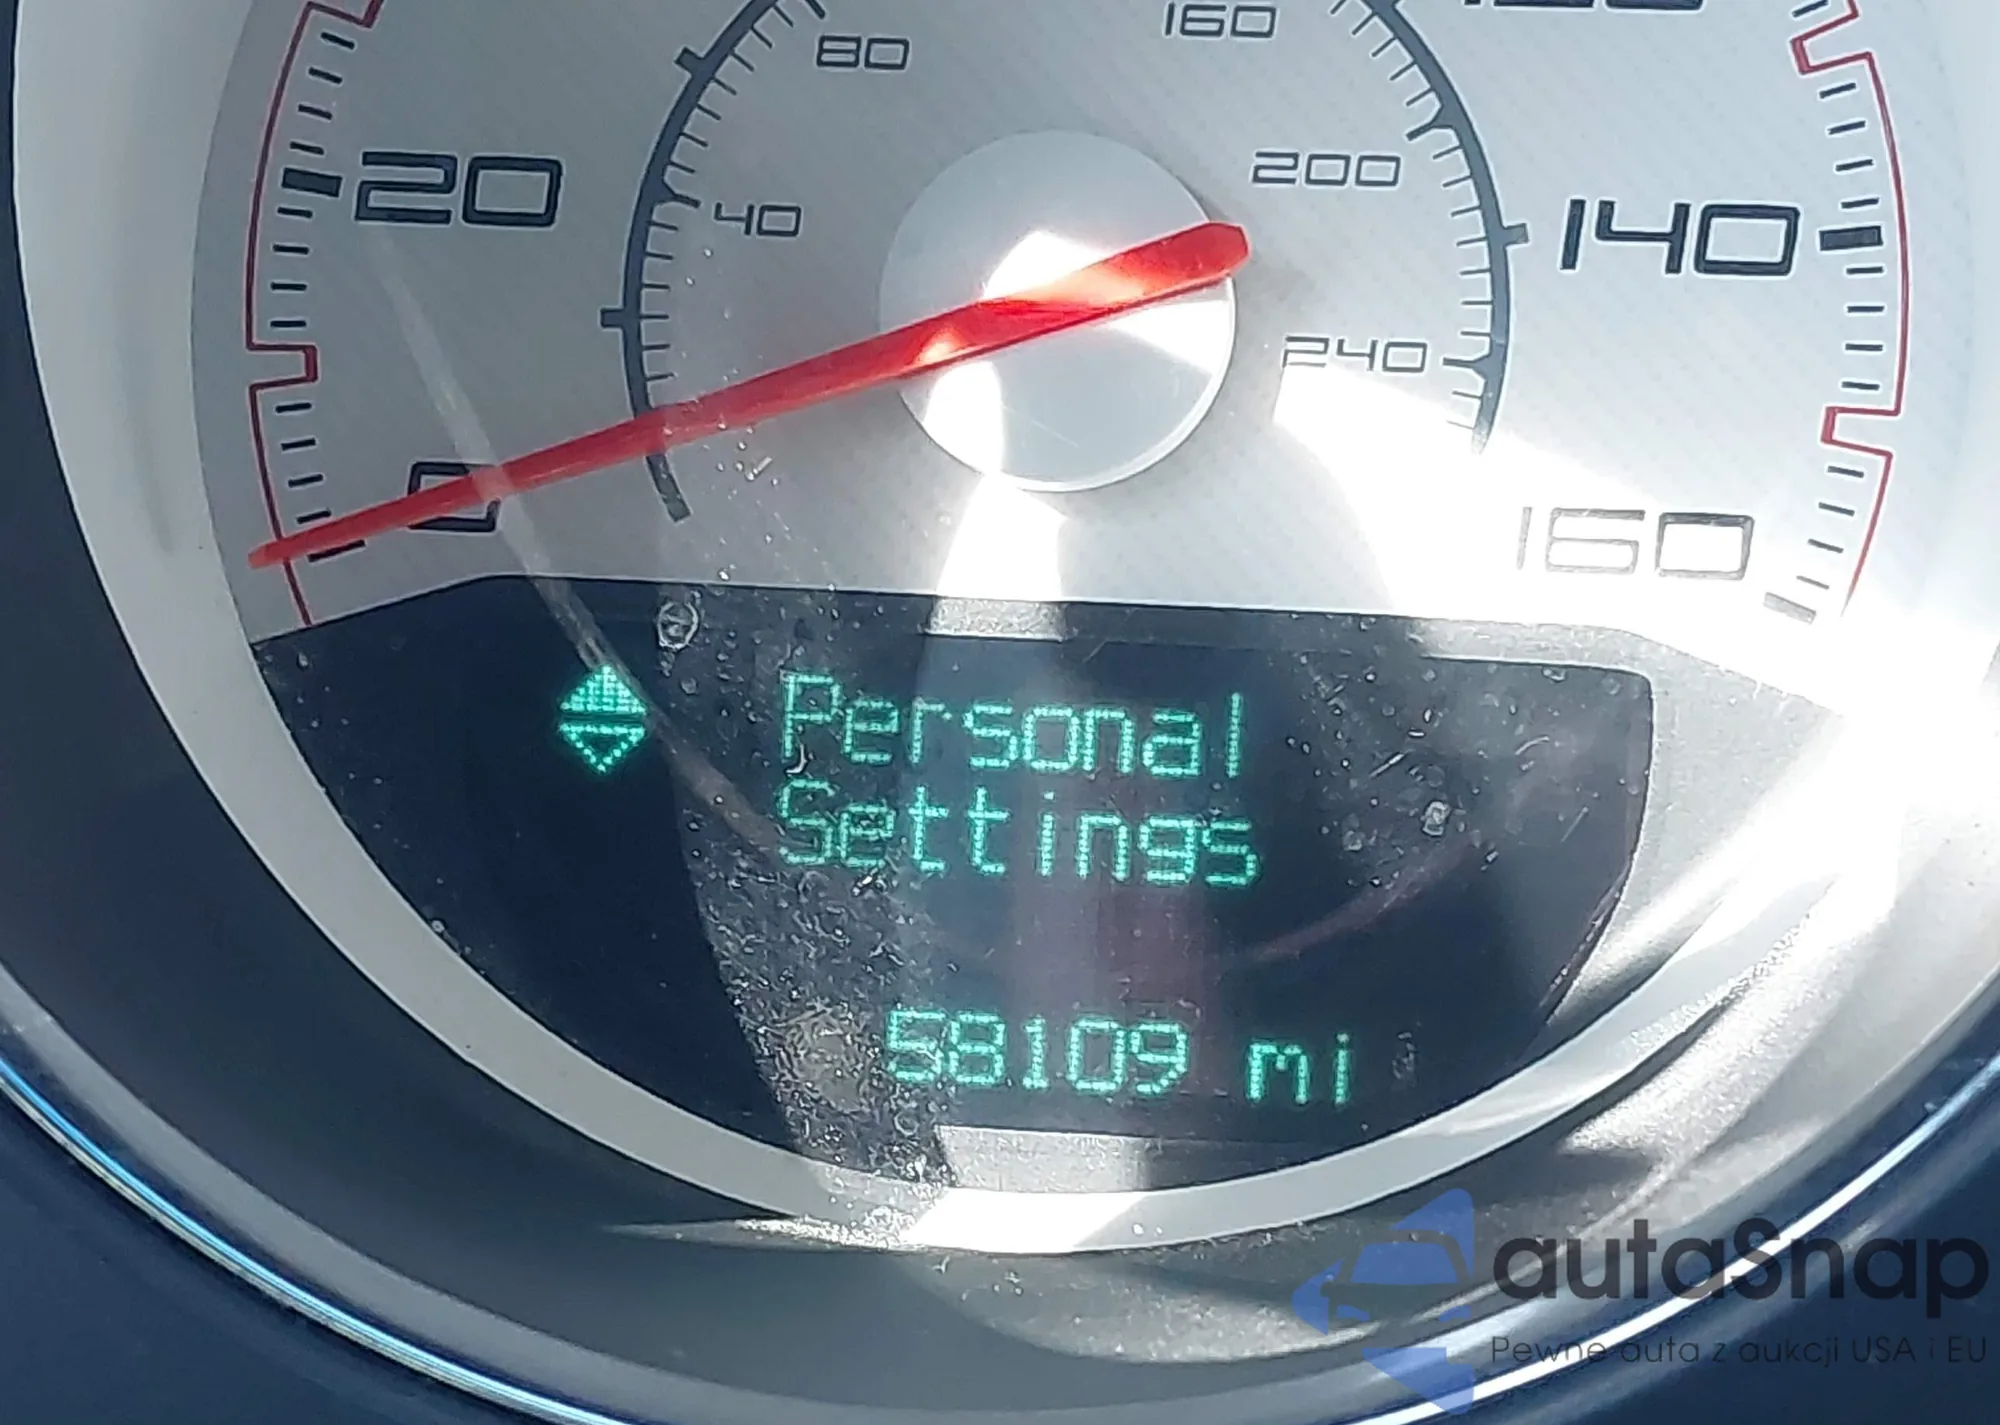 80
160
20
40
200
140
240
0
160
Personal
Settings
58109 mi
autaSnap
Pewne auta z aukcji USA i EU